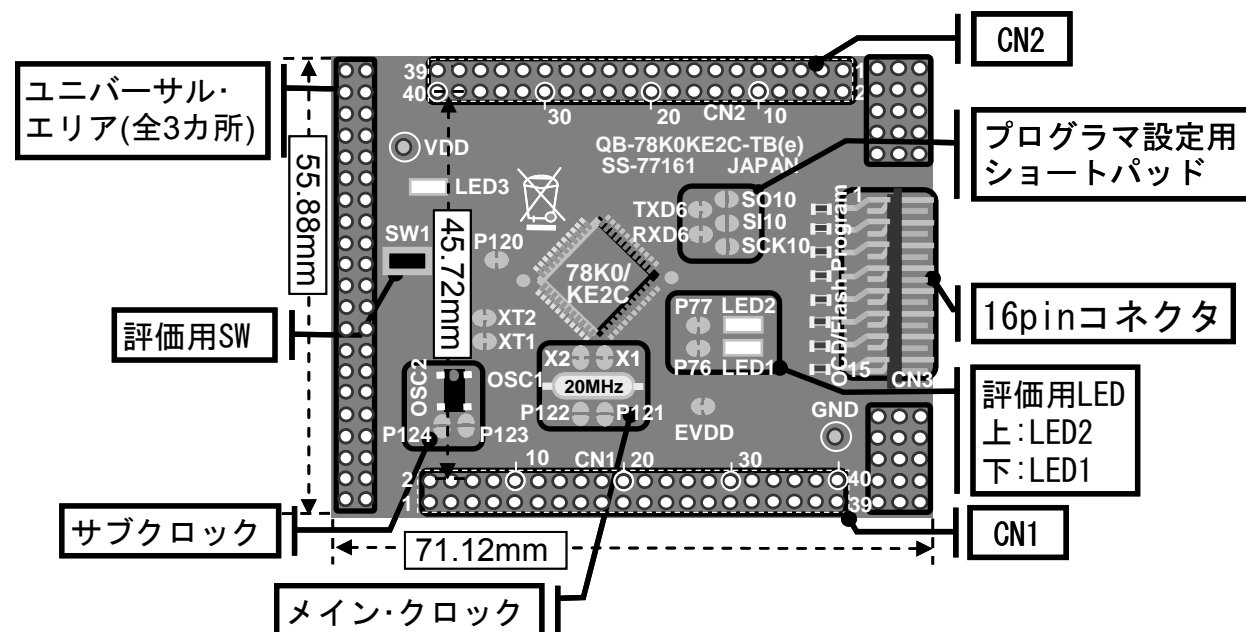 CN2
ユニバーサル・
エリア(全3カ所)
39
1
40
2
30
20
CN2
10
プログラマ設定用
ショートパッド
VDD
QB-78K0KE2C-TB(e)
SS-77161 JAPAN
LED3
TXD6
SO10
RXD6
SI10
SCK10
1
55.88mm
45.72mm
SW1
P120
78K0/
KE2C
OCD/Flash Program
P77
LED2
16pinコネクタ
評価用SW
XT2
XT1
X2
X1
P76
LED1
15
CN3
OSC2
OSC1
20MHz
評価用LED
上:LED2
下:LED1
P124
P123
P122
P121
EVDD
GND
2
10
CN1
20
30
40
1
39
サブクロック
71.12mm
CN1
メイン・クロック